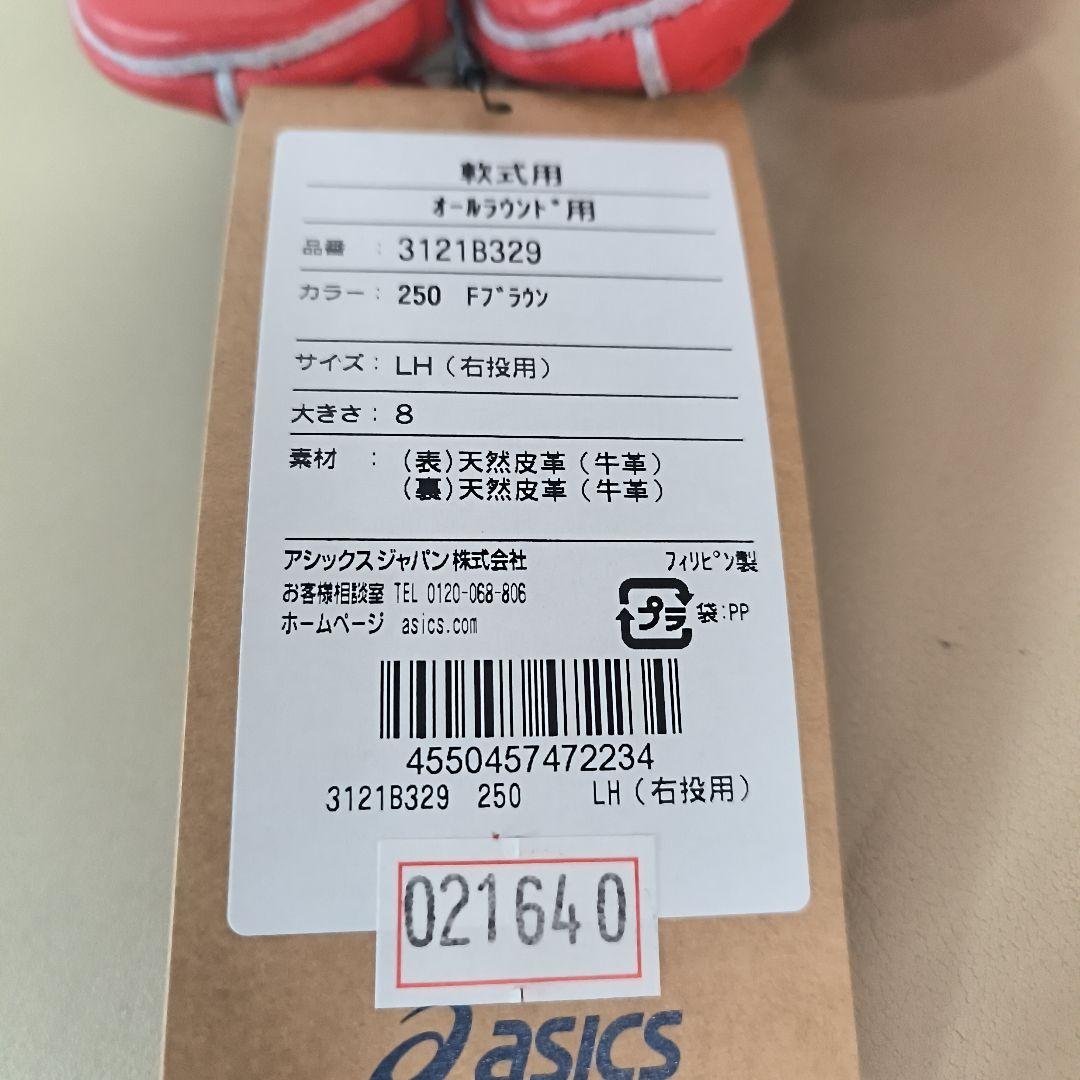 軟式用
ｵｰﾙﾗｳﾝﾄﾞ用
品番 : 3121B329
カラー : 250 Fﾌﾞﾗｳﾝ
サイズ : LH（右投用）
大きさ : 8
素材 : （表）天然皮革（牛革）
（裏）天然皮革（牛革）
アシックスジャパン株式会社 ﾌｨﾘﾋﾟﾝ製
お客様相談室 TEL 0120-068-806
ホームページ asics.com
プラ 袋:PP
4550457472234
3121B329 250 LH（右投用）
021640
asics